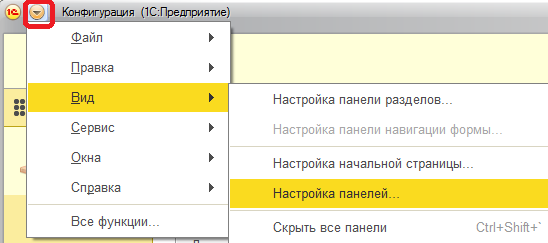 1С Конфигурация (1С:Предприятие)
Файл
Правка
Вид
Сервис
Окна
Справка
Все функции...
Настройка панели разделов...
Настройка панели навигации формы...
Настройка начальной страницы...
Настройка панелей...
Скрыть все панели Ctrl+Shift+`